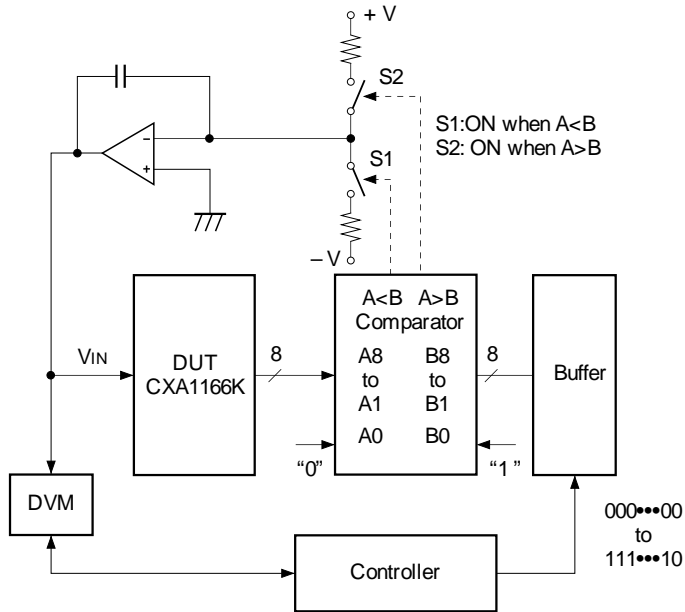 + V
S2
S1:ON when A<B
S2: ON when A>B
−
+
S1
– V
A<B A>B
Comparator
A8 B8
to to
A1 B1
A0 B0
VIN
DUT
CXA1166K
8
8
Buffer
“0”
“1”
DVM
Controller
000•••00
to
111•••10